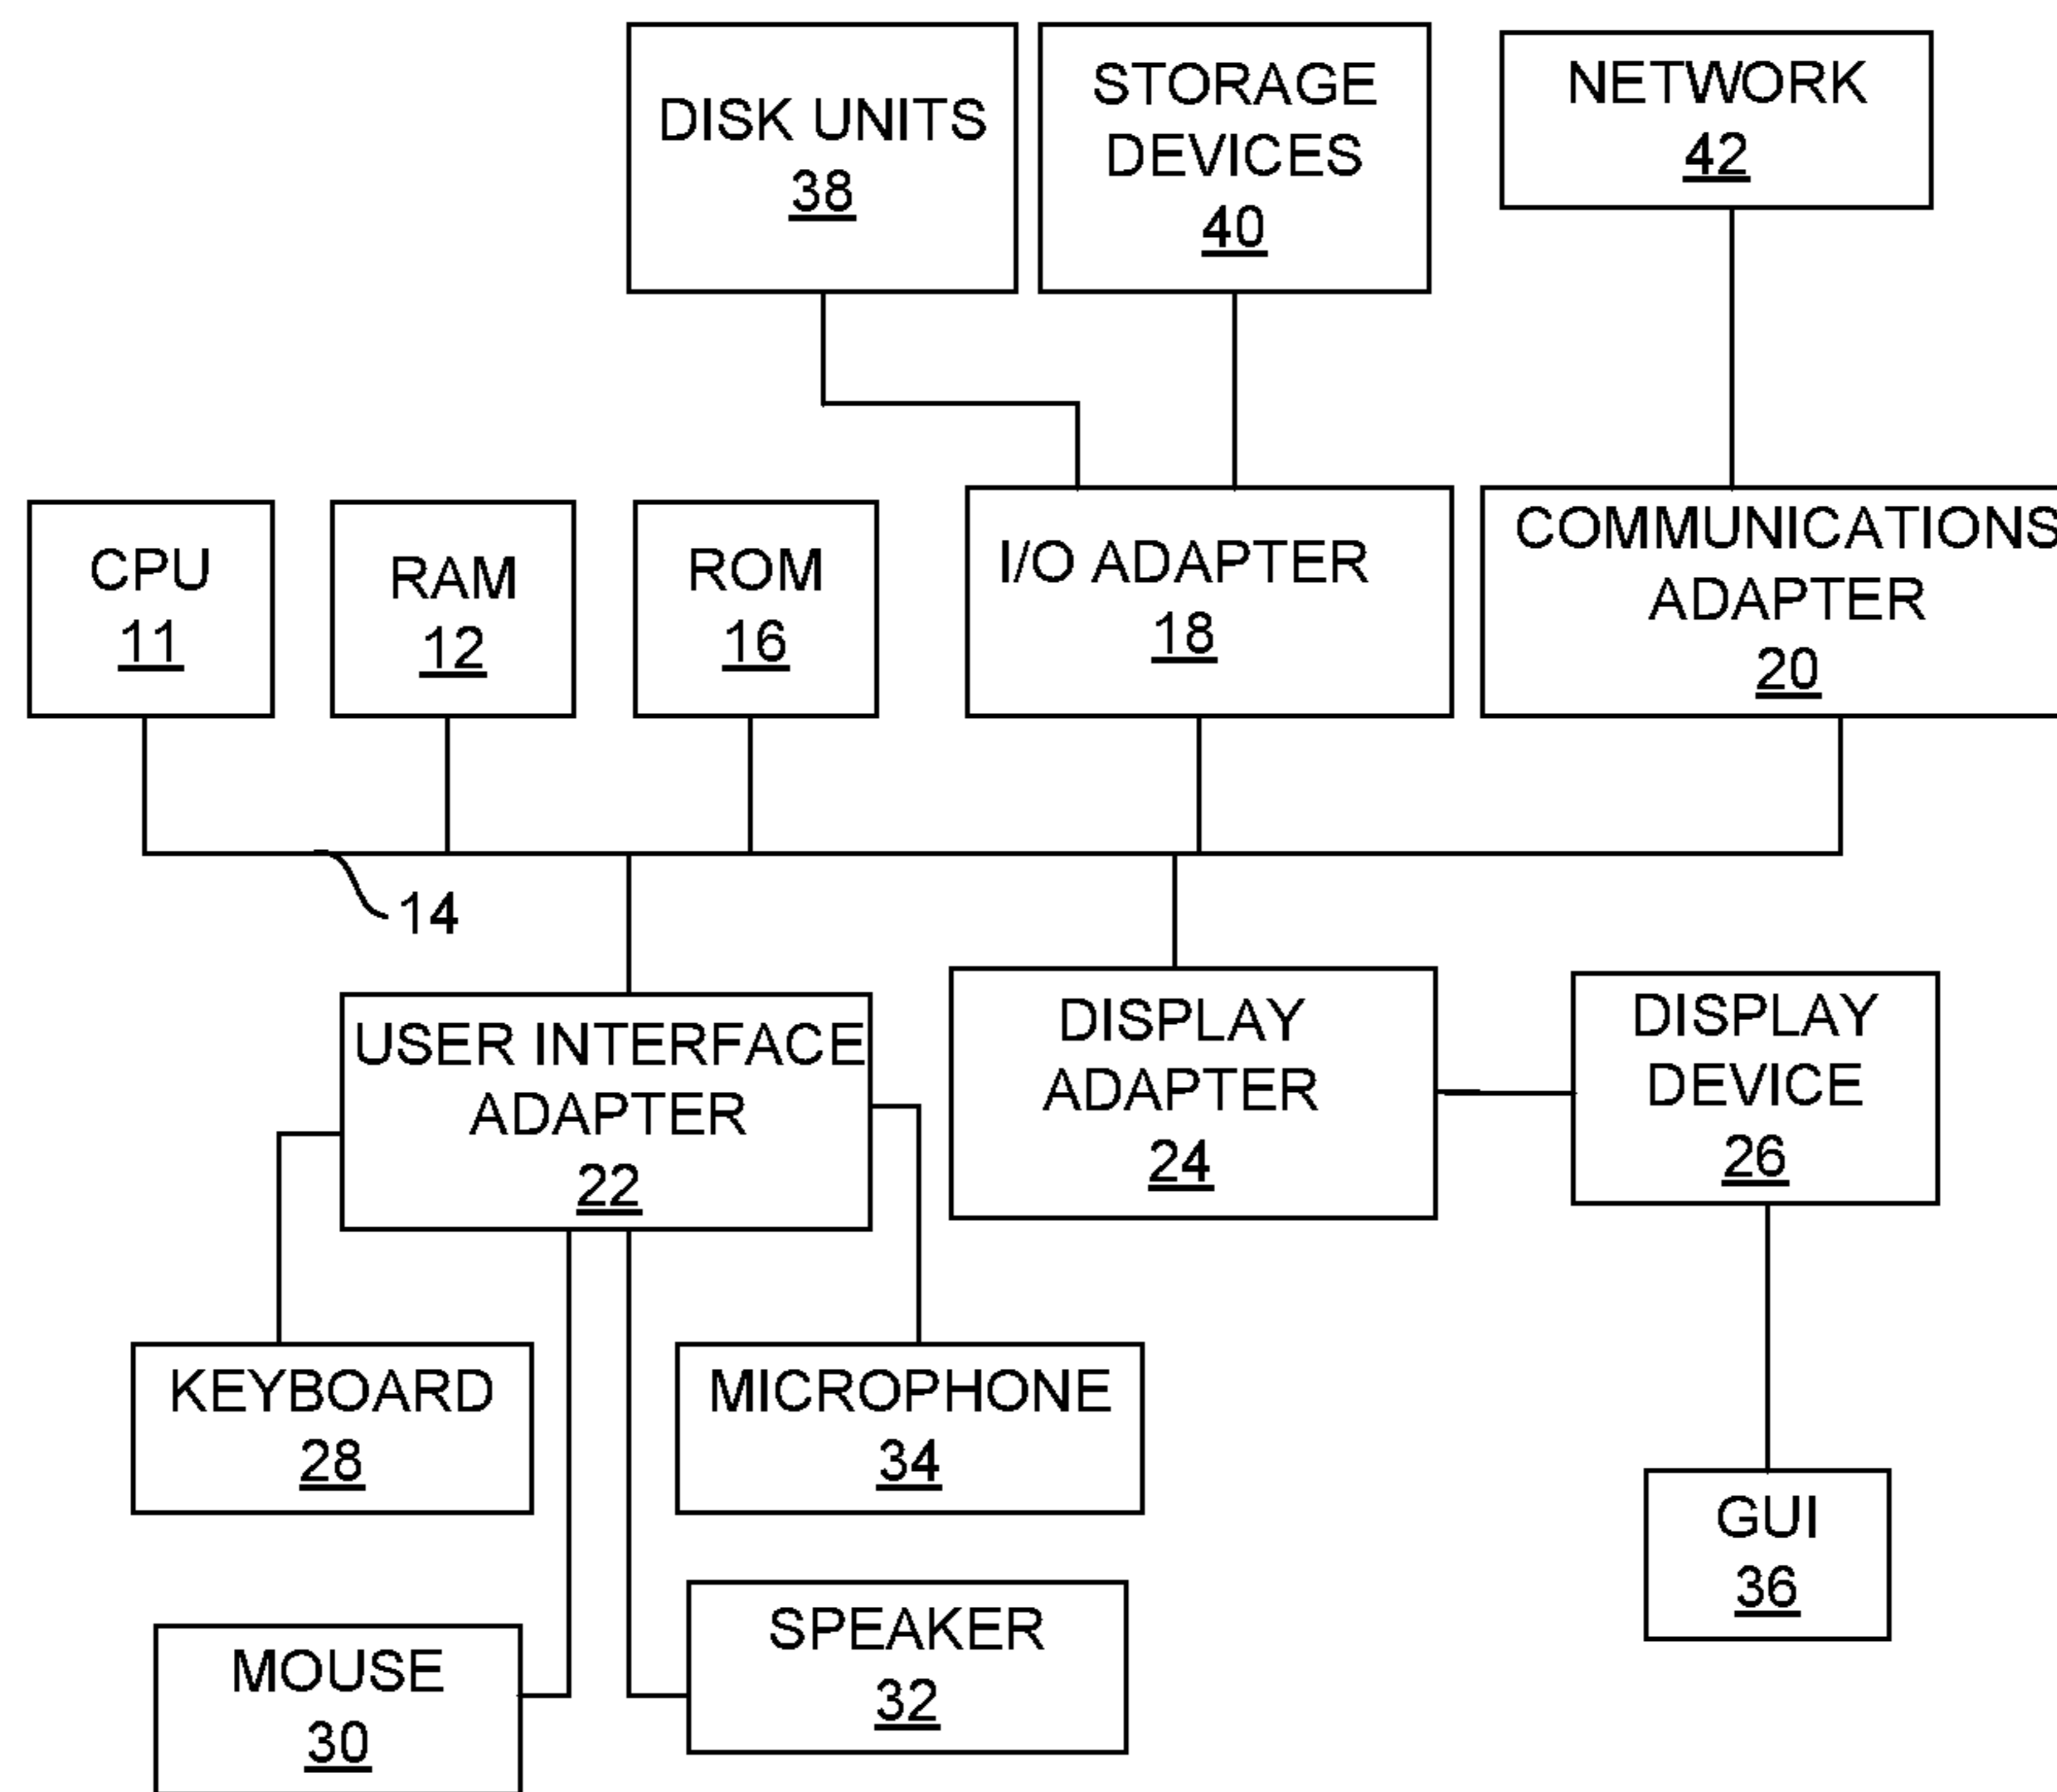 DISK UNITS
38
STORAGE
DEVICES
40
NETWORK
42
CPU
11
RAM
12
ROM
16
I/O ADAPTER
18
COMMUNICATIONS
ADAPTER
20
14
USER INTERFACE
ADAPTER
22
DISPLAY
ADAPTER
24
DISPLAY
DEVICE
26
KEYBOARD
28
MICROPHONE
34
GUI
36
MOUSE
30
SPEAKER
32